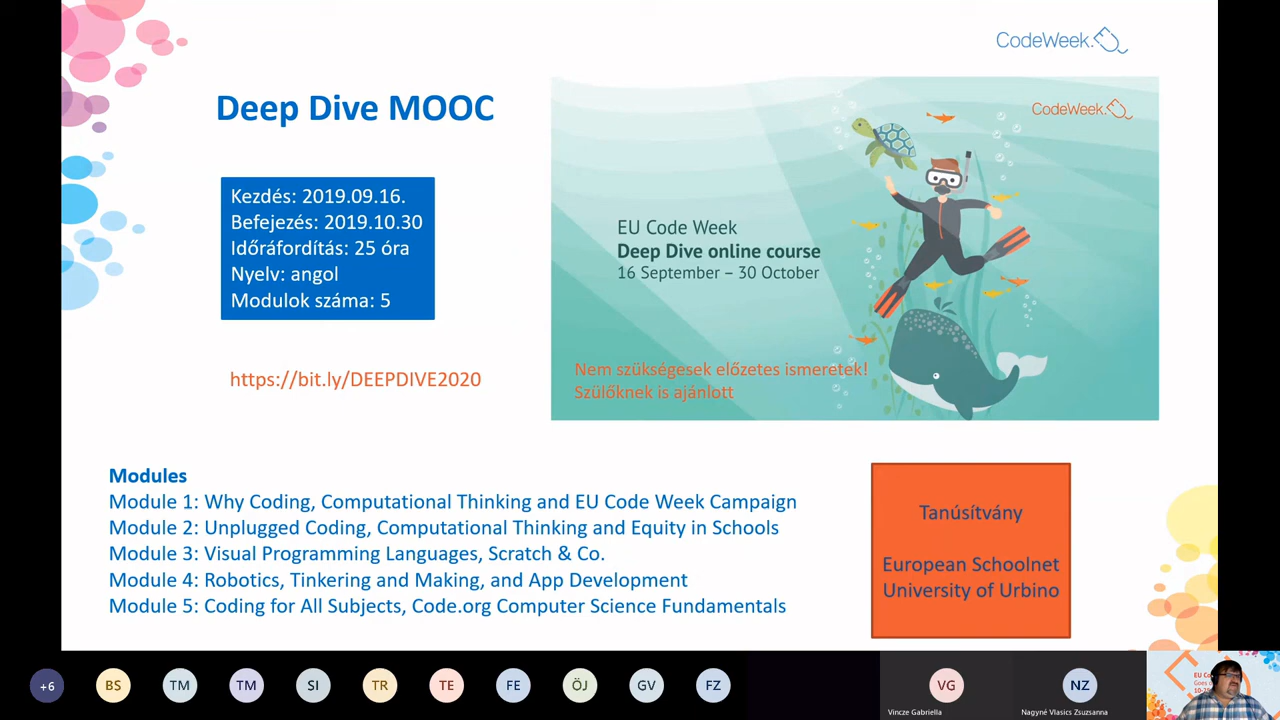 CodeWeek.
Deep Dive MOOC
CodeWeek.
Kezdés: 2019.09.16.
Befejezés: 2019.10.30
Időráfordítás: 25 óra
Nyelv: angol
Modulok száma: 5
EU Code Week
Deep Dive online course
16 September – 30 October
https://bit.ly/DEEPDIVE2020
Nem szükségesek előzetes ismeretek!
Szülőknek is ajánlott
Modules
Module 1: Why Coding, Computational Thinking and EU Code Week Campaign
Module 2: Unplugged Coding, Computational Thinking and Equity in Schools
Module 3: Visual Programming Languages, Scratch & Co.
Module 4: Robotics, Tinkering and Making, and App Development
Module 5: Coding for All Subjects, Code.org Computer Science Fundamentals
Tanúsítvány
European Schoolnet
University of Urbino
+6 BS TM TM SI TR TE FE ÖJ GV FZ VG NZ
Vincze Gabriella
Nagyné Vlasics Zsuzsanna